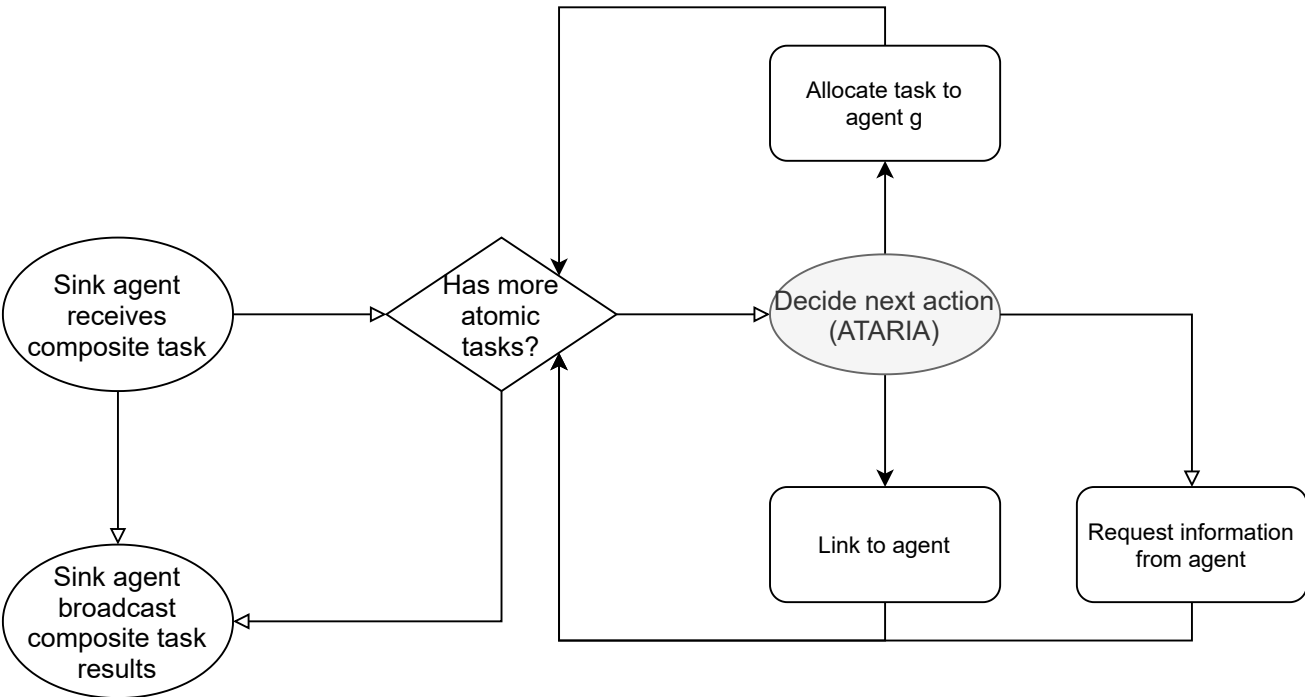 Allocate task to
agent g
Sink agent
receives
composite task
Has more
atomic
tasks?
Decide next action
(ATARIA)
Link to agent
Request information
from agent
Sink agent
broadcast
composite task
results